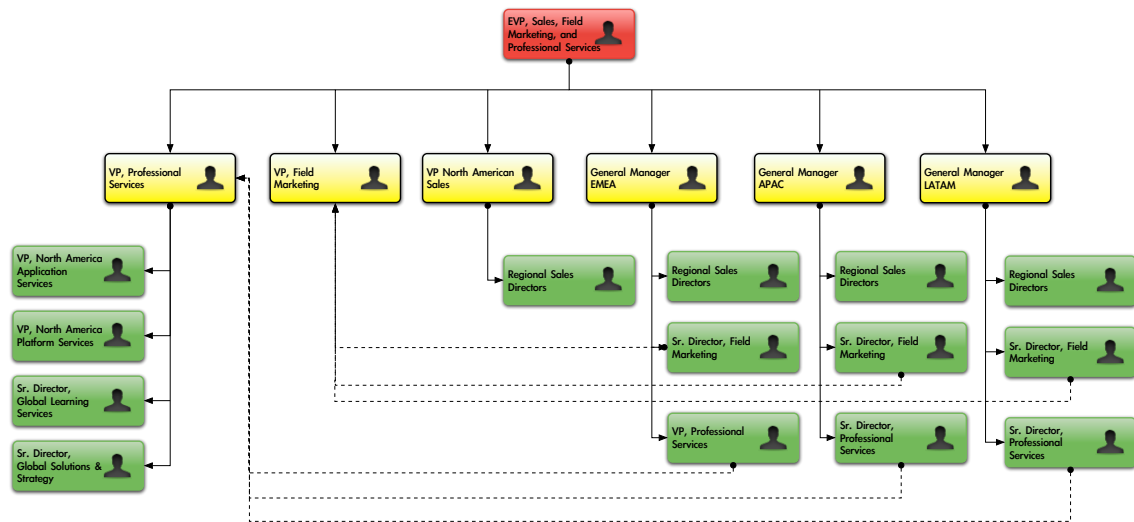 EVP, Sales, Field
Marketing, and
Professional Services
VP, Professional
Services
VP, Field
Marketing
VP North American
Sales
General Manager
EMEA
General Manager
APAC
General Manager
LATAM
VP, North America
Application
Services
VP, North America
Platform Services
Sr. Director,
Global Learning
Services
Sr. Director,
Global Solutions &
Strategy
Regional Sales
Directors
Regional Sales
Directors
Sr. Director, Field
Marketing
VP, Professional
Services
Regional Sales
Directors
Sr. Director, Field
Marketing
Sr. Director,
Professional
Services
Regional Sales
Directors
Sr. Director, Field
Marketing
Sr. Director,
Professional
Services